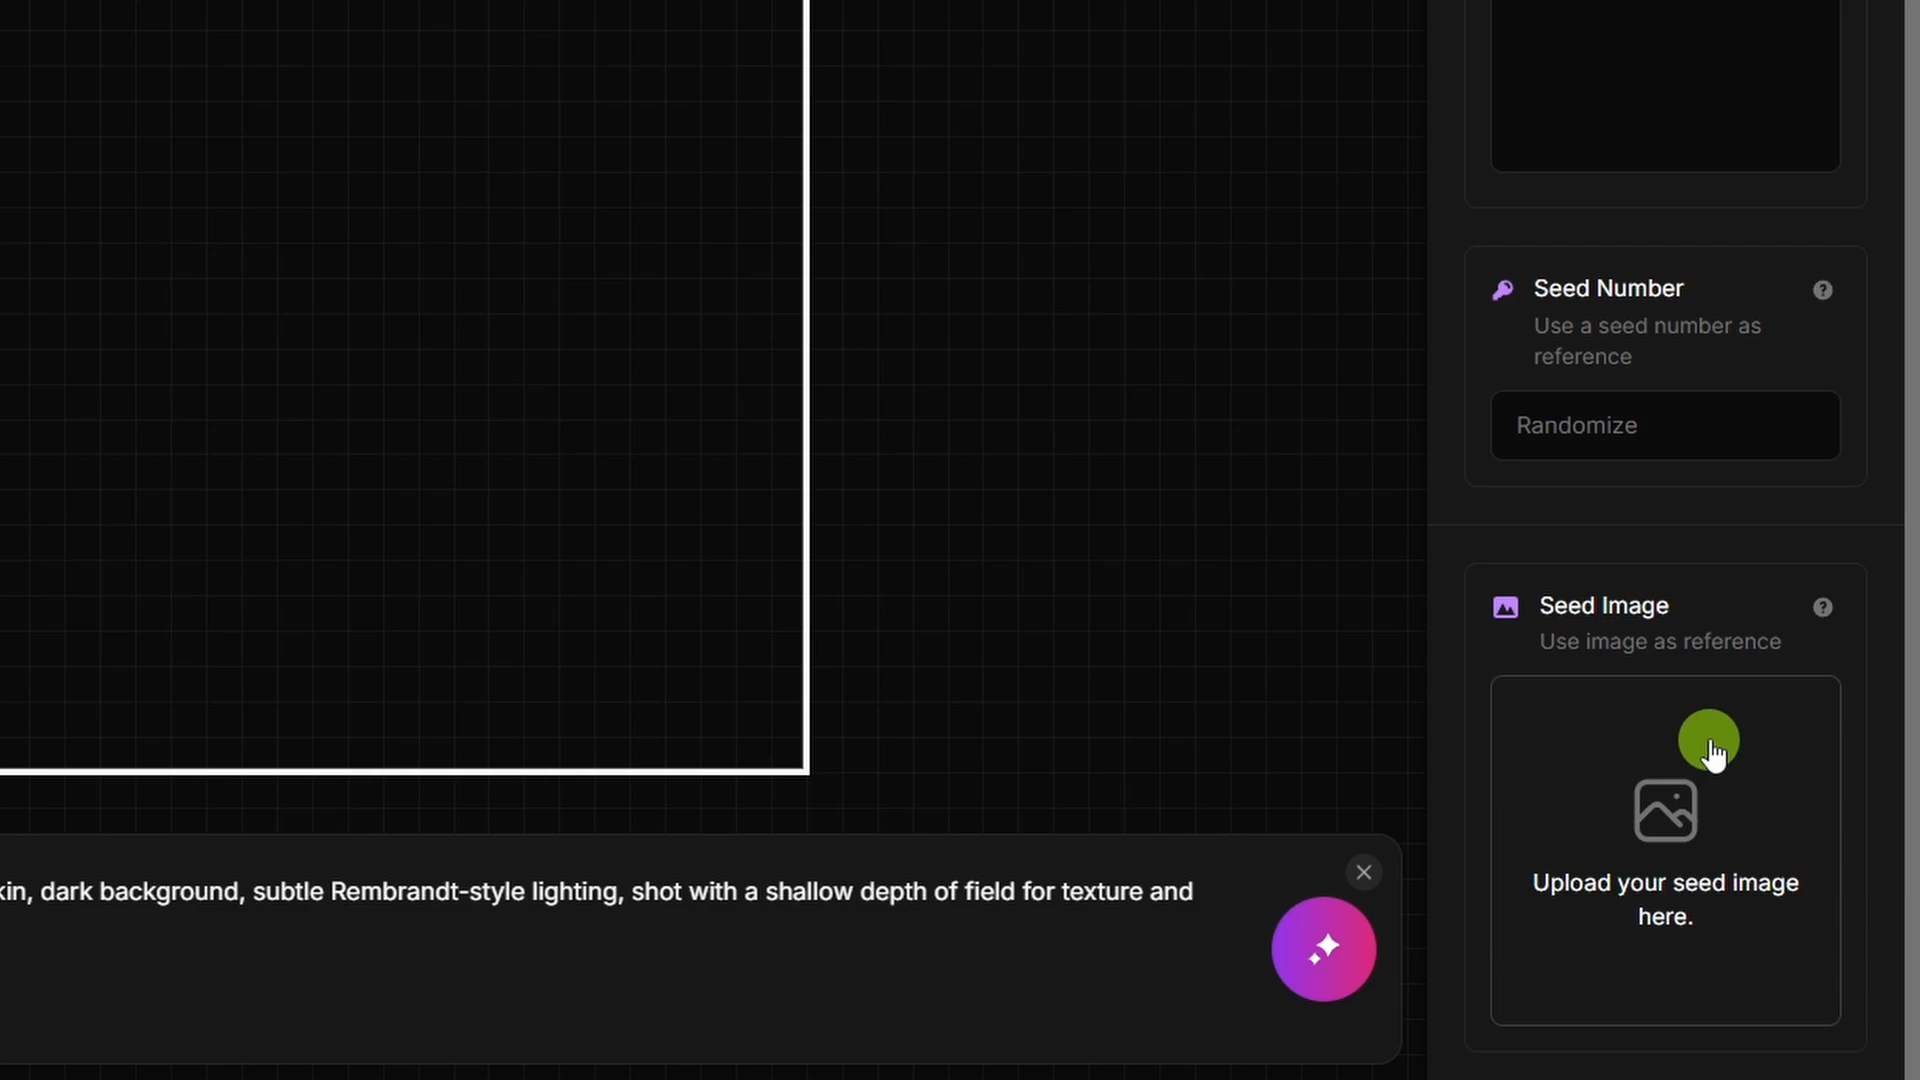 Seed Number
Use a seed number as
reference
Randomize
Seed Image
Use image as reference
Upload your seed image
here.
kin, dark background, subtle Rembrandt-style lighting, shot with a shallow depth of field for texture and